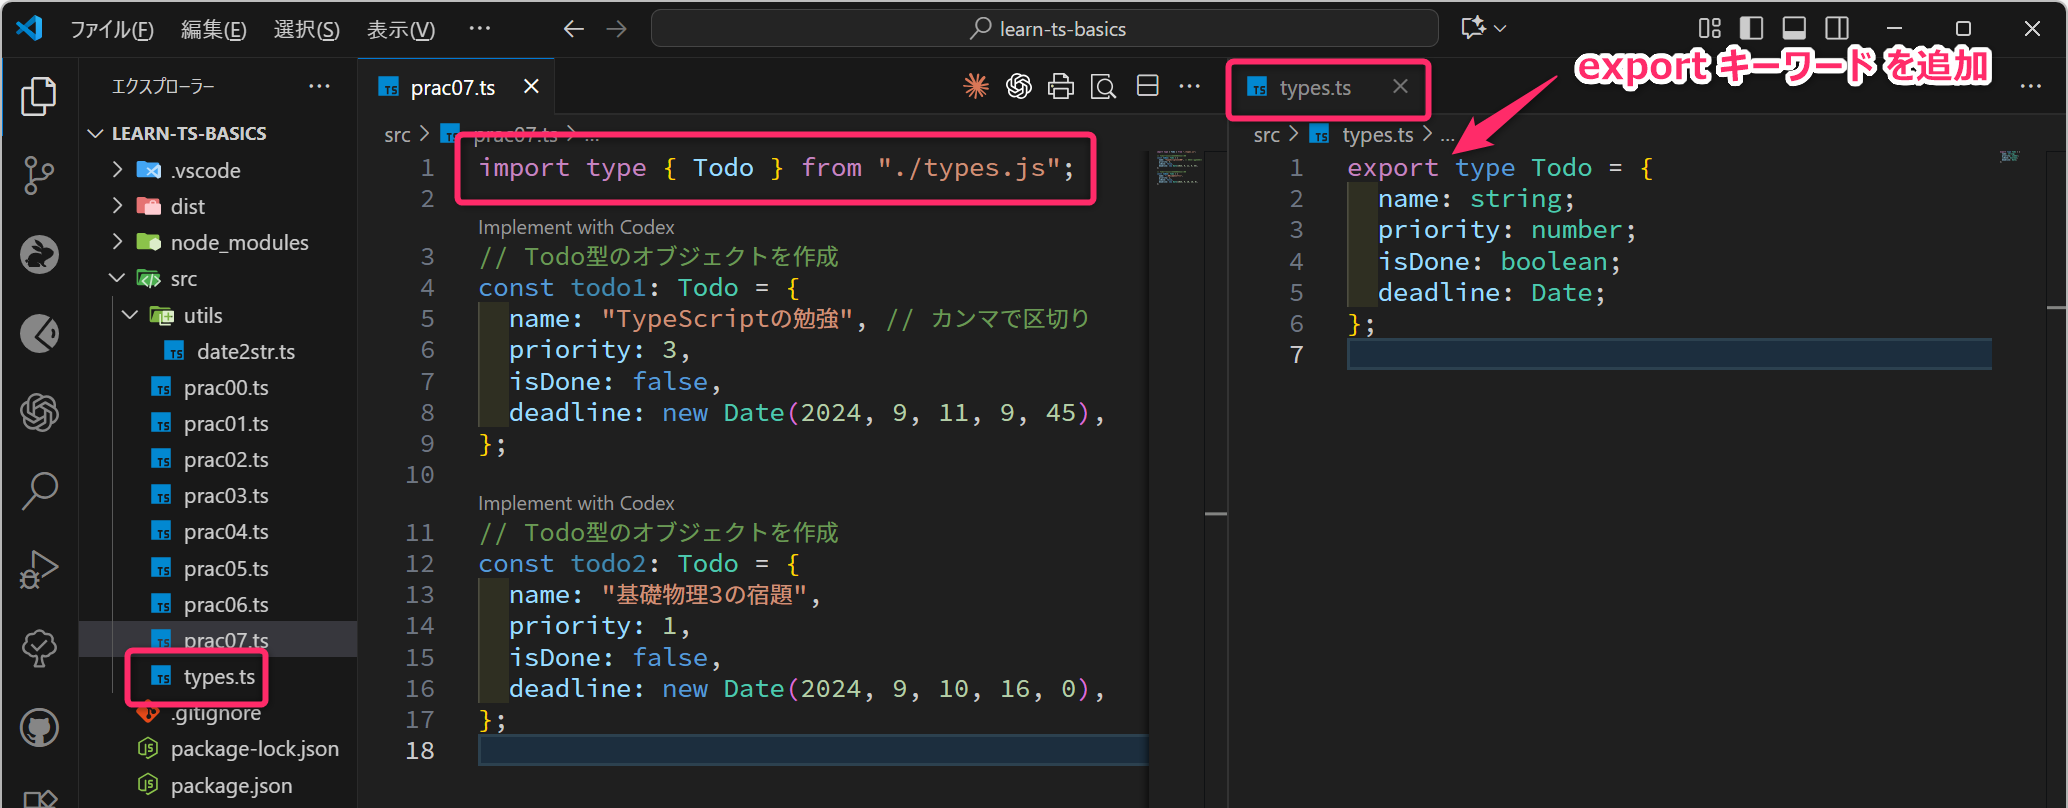 ファイル(F) 編集(E) 選択(S) 表示(V) ··· learn-ts-basics
export キーワード を追加
エクスプローラー ···
LEARN-TS-BASICS
.vscode
dist
node_modules
src
utils
date2str.ts
prac00.ts
prac01.ts
prac02.ts
prac03.ts
prac04.ts
prac05.ts
prac06.ts
prac07.ts
types.ts
.gitignore
package-lock.json
package.json
prac07.ts
src > prac07.ts > ...
1 import type { Todo } from "./types.js";
2
Implement with Codex
3 // Todo型のオブジェクトを作成
4 const todo1: Todo = {
5 name: "TypeScriptの勉強", // カンマで区切り
6 priority: 3,
7 isDone: false,
8 deadline: new Date(2024, 9, 11, 9, 45),
9 };
10
Implement with Codex
11 // Todo型のオブジェクトを作成
12 const todo2: Todo = {
13 name: "基礎物理3の宿題",
14 priority: 1,
15 isDone: false,
16 deadline: new Date(2024, 9, 10, 16, 0),
17 };
18
types.ts
src > types.ts > ...
1 export type Todo = {
2 name: string;
3 priority: number;
4 isDone: boolean;
5 deadline: Date;
6 };
7